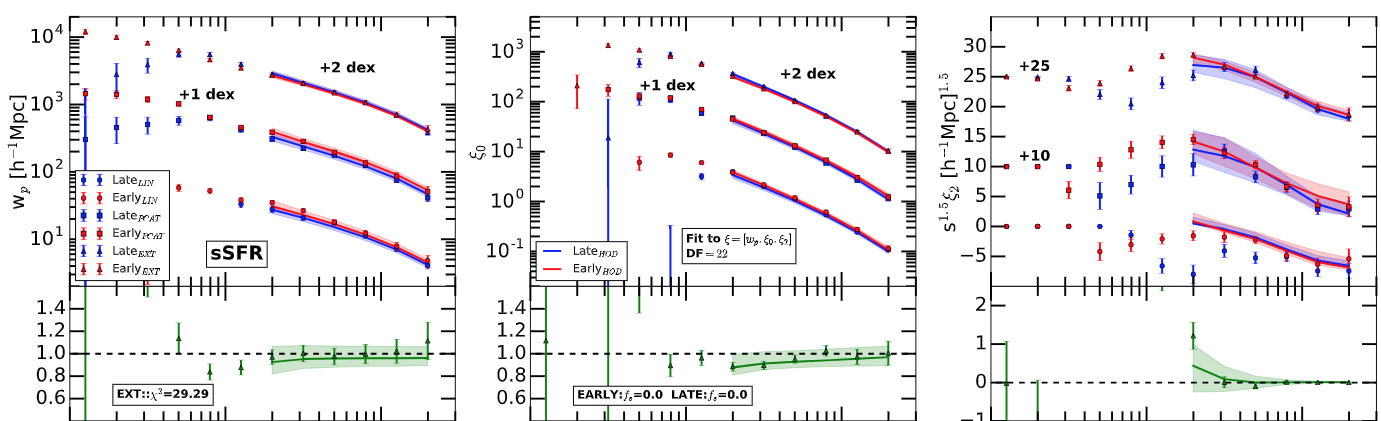 10⁴
10³
10²
10¹
w_p [h⁻¹Mpc]
+2 dex
+1 dex
Late_LIN
Early_LIN
Late_PCAT
Early_PCAT
Late_EXT
Early_EXT
sSFR
1.4
1.2
1.0
0.8
0.6
EXT::χ²=29.29
10³
10²
10¹
10⁰
10⁻¹
ξ₀
+1 dex
+2 dex
Late_HOD
Early_HOD
Fit to ξ=[w_p, ξ₀, ξ₂]
DF=22
1.4
1.2
1.0
0.8
0.6
EARLY:f_s=0.0 LATE:f_s=0.0
30
25
20
15
10
5
0
−5
s^1.5 ξ₂ [h⁻¹Mpc]^1.5
+25
+10
2
1
0
−1